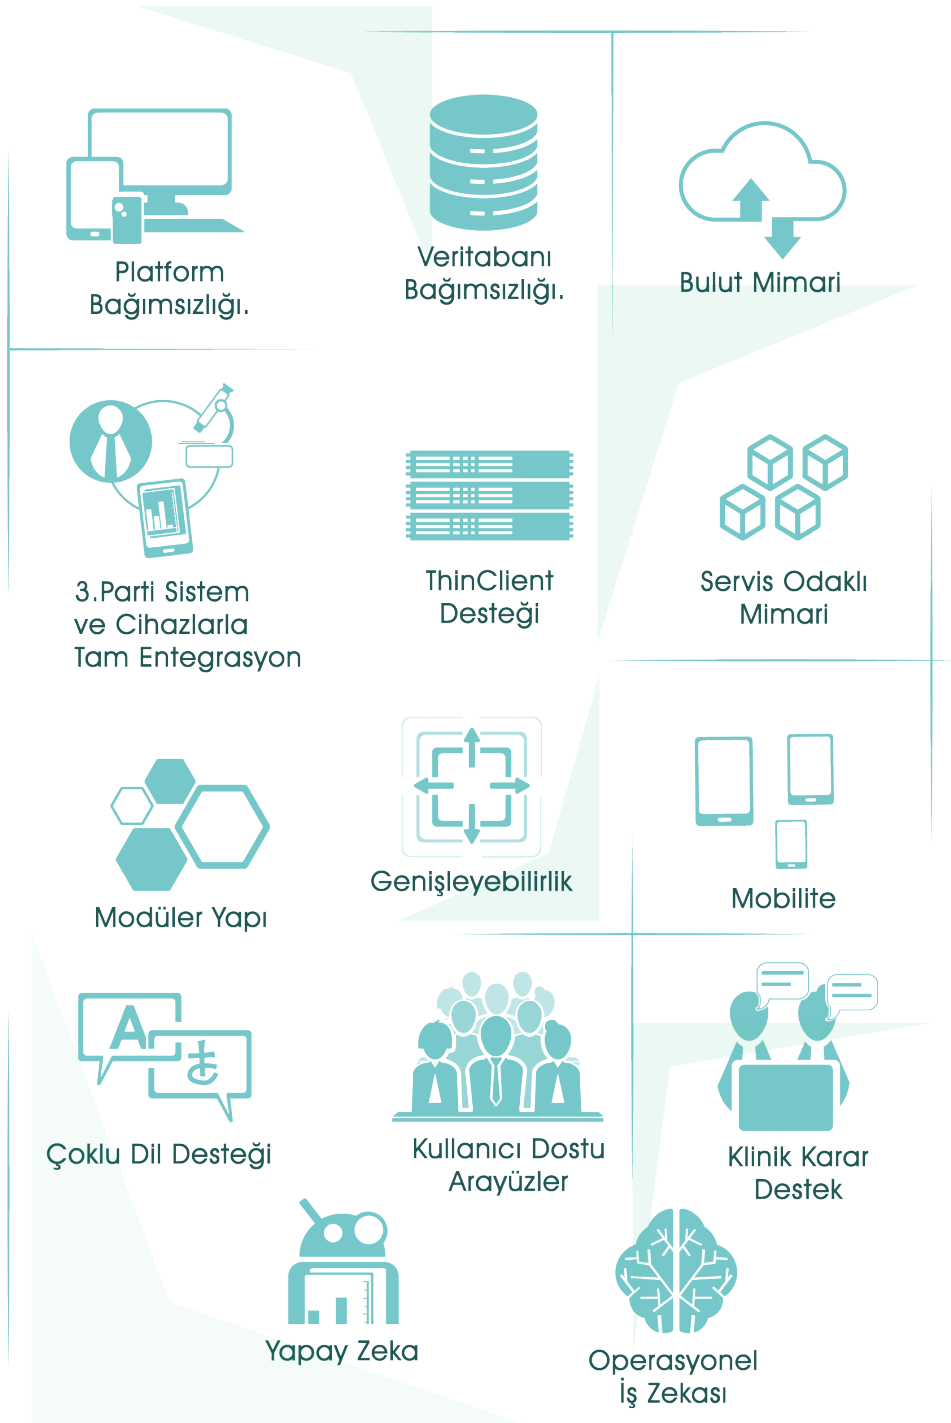 Platform
Bağımsızlığı.
Veritabanı
Bağımsızlığı.
Bulut Mimari
3.Parti Sistem
ve Cihazlarla
Tam Entegrasyon
ThinClient
Desteği
Servis Odaklı
Mimari
Modüler Yapı
Genişleyebilirlik
Mobilite
A
Çoklu Dil Desteği
Kullanıcı Dostu
Arayüzler
Klinik Karar
Destek
Yapay Zeka
Operasyonel
İş Zekası